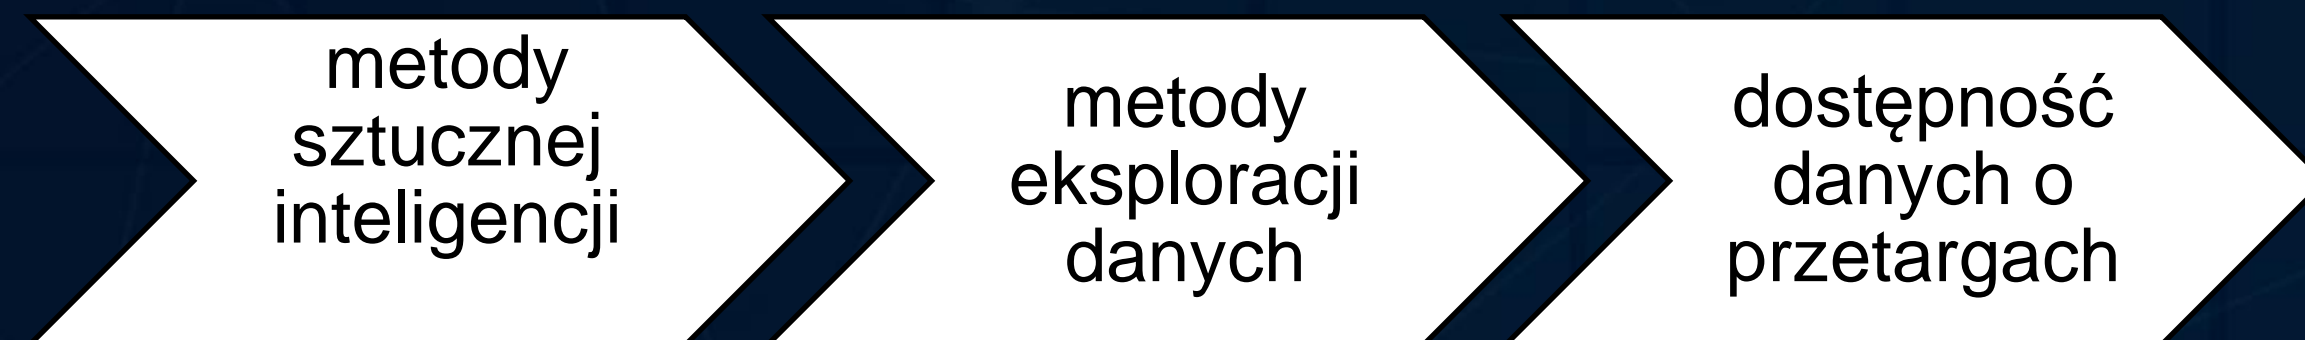 metody
sztucznej
inteligencji
metody
eksploracji
danych
dostępność
danych o
przetargach